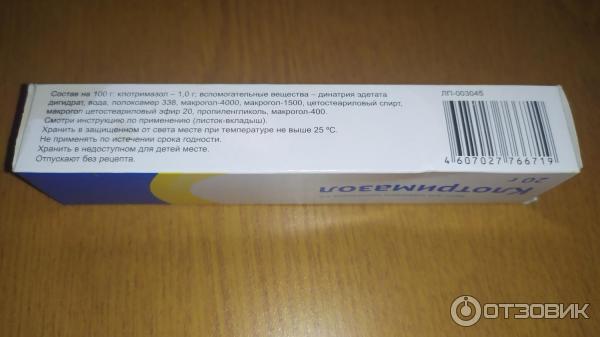 Состав на 100 г: клотримазол – 1,0 г; вспомогательные вещества – динатрия эдетата
дигидрат, вода, полоксамер 338, макрогол-4000, макрогол-1500, цетостеариловый спирт,
макрогол цетостеариловый эфир 20, пропиленгликоль, макрогол-400.
Смотри инструкцию по применению (листок-вкладыш).
Хранить в защищенном от света месте при температуре не выше 25 ºС.
Не применять по истечении срока годности.
Хранить в недоступном для детей месте.
Отпускают без рецепта.
ЛП-003045
4607027766719
Клотримазол
20 г
ОТЗОВИК